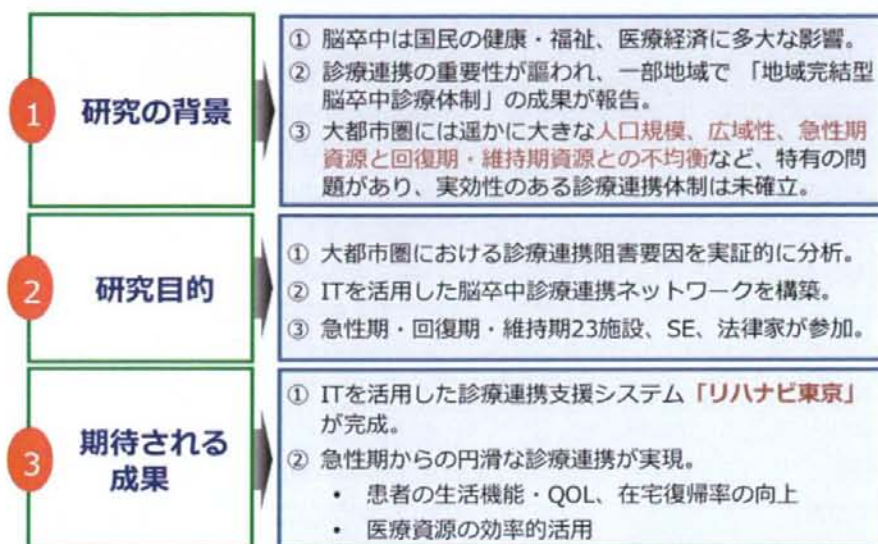 1
研究の背景
① 脳卒中は国民の健康・福祉、医療経済に多大な影響。
② 診療連携の重要性が謳われ、一部地域で 「地域完結型
脳卒中診療体制」の成果が報告。
③ 大都市圏には遥かに大きな人口規模、広域性、急性期
資源と回復期・維持期資源との不均衡など、特有の問
題があり、実効性のある診療連携体制は未確立。
2
研究目的
① 大都市圏における診療連携阻害要因を実証的に分析。
② ITを活用した脳卒中診療連携ネットワークを構築。
③ 急性期・回復期・維持期23施設、SE、法律家が参加。
3
期待される
成果
① ITを活用した診療連携支援システム「リハナビ東京」
が完成。
② 急性期からの円滑な診療連携が実現。
• 患者の生活機能・QOL、在宅復帰率の向上
• 医療資源の効率的活用